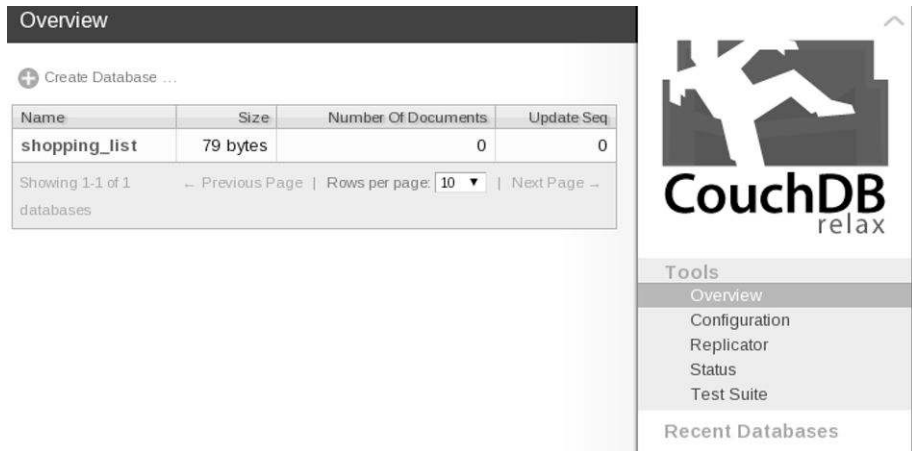 Overview
Create Database ...
Name Size Number Of Documents Update Seq
shopping_list 79 bytes 0 0
Showing 1-1 of 1 databases
← Previous Page | Rows per page: 10 ▼ | Next Page →
CouchDB
relax
Tools
Overview
Configuration
Replicator
Status
Test Suite
Recent Databases